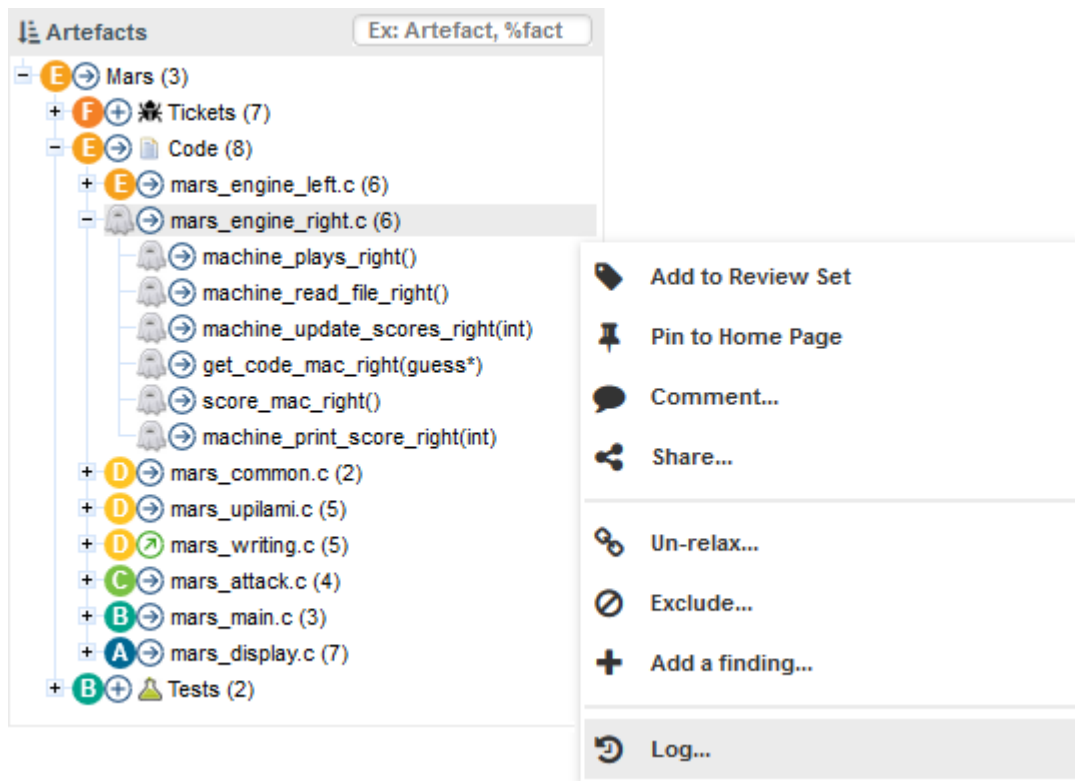 Artefacts
Ex: Artefact, %fact
E Mars (3)
F Tickets (7)
E Code (8)
E mars_engine_left.c (6)
mars_engine_right.c (6)
machine_plays_right()
machine_read_file_right()
machine_update_scores_right(int)
get_code_mac_right(guess*)
score_mac_right()
machine_print_score_right(int)
D mars_common.c (2)
D mars_upilami.c (5)
D mars_writing.c (5)
C mars_attack.c (4)
B mars_main.c (3)
A mars_display.c (7)
B Tests (2)
Add to Review Set
Pin to Home Page
Comment...
Share...
Un-relax...
Exclude...
Add a finding...
Log...